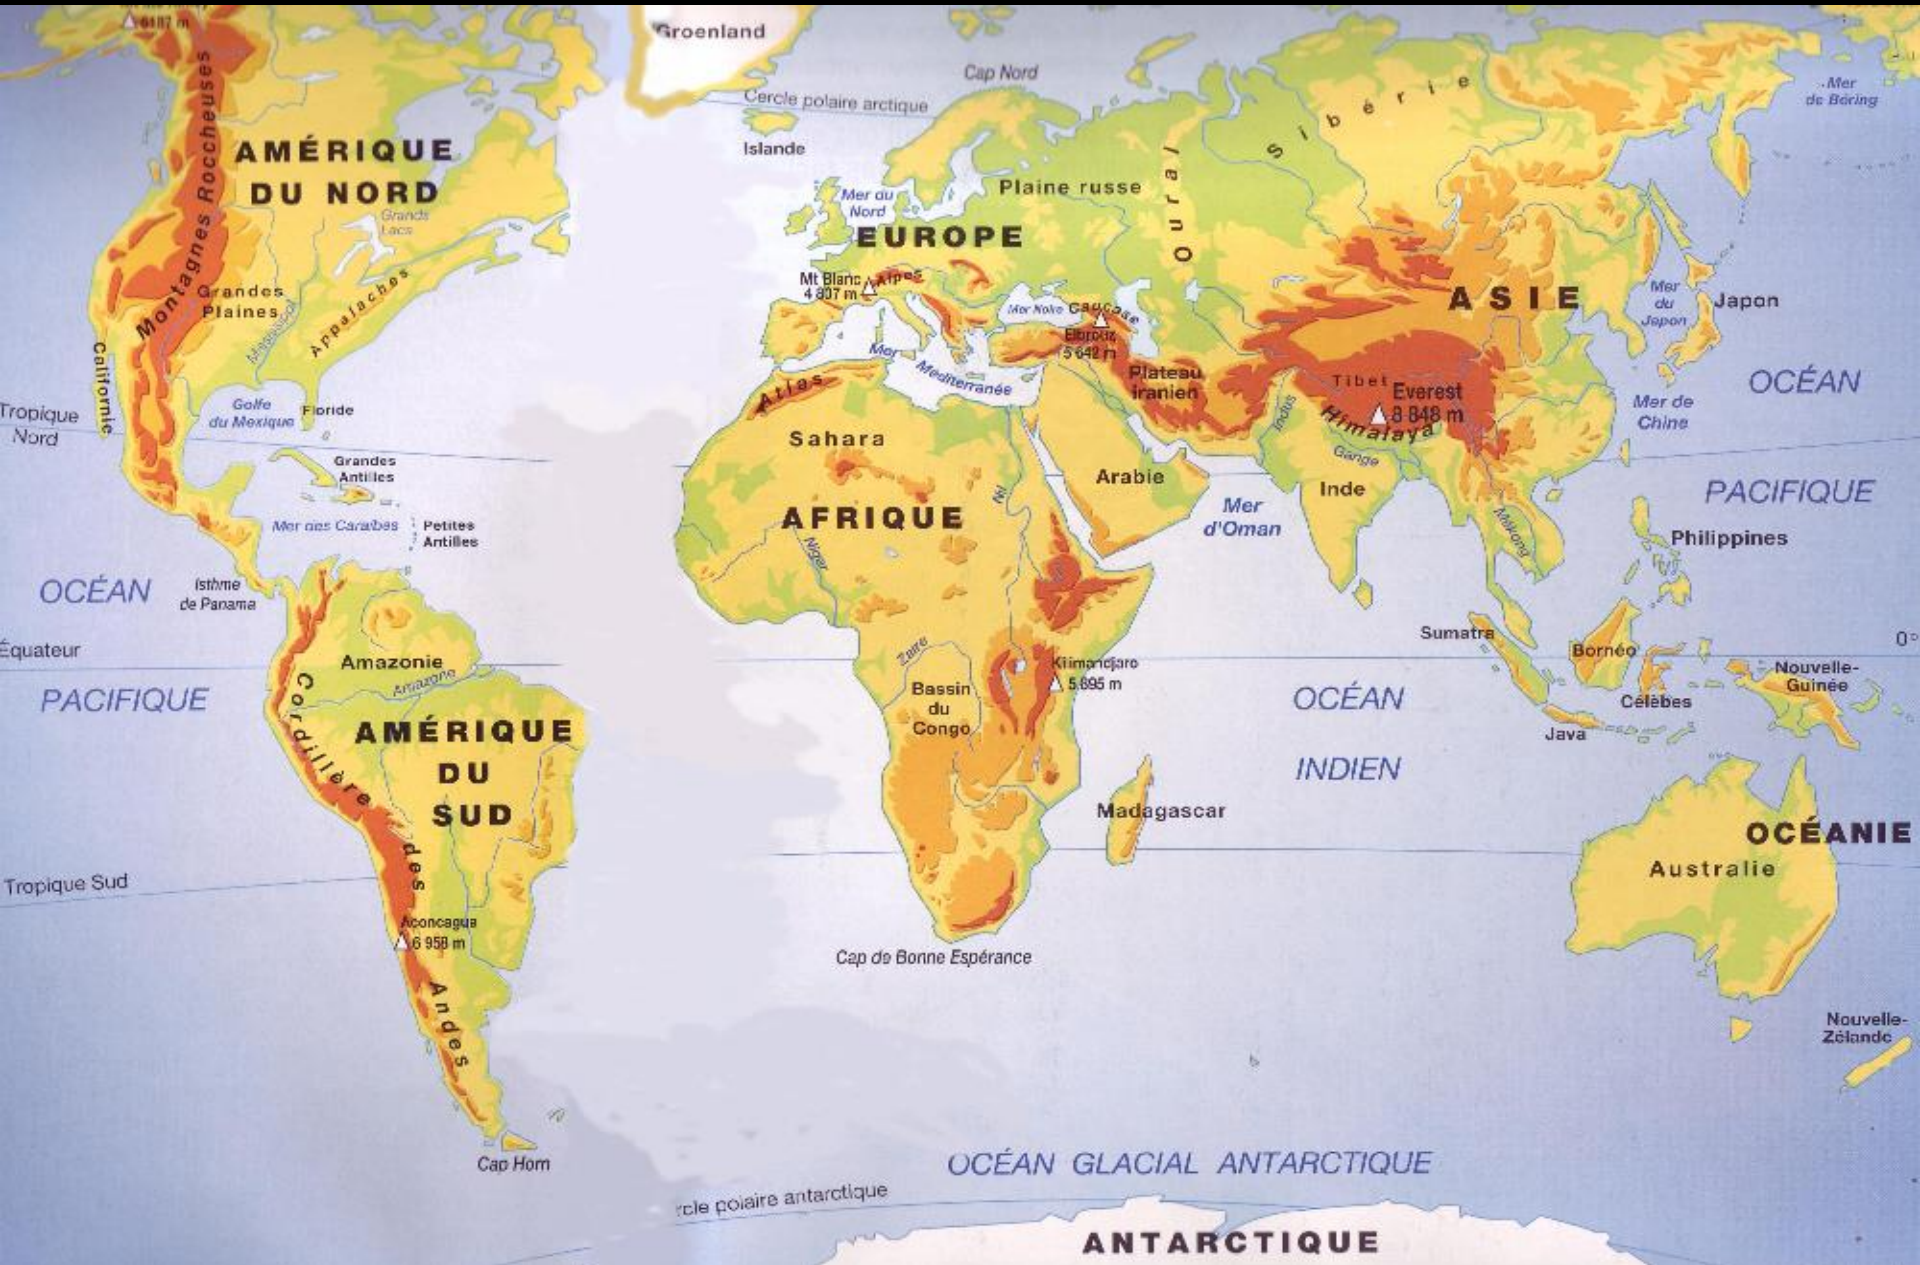 6187 m
Groenland
Cap Nord
Cercle polaire arctique
Islande
Mer
de Béring
Sibérie
AMÉRIQUE
DU NORD
Montagnes Roccheuses
Grands
Lacs
Grandes
Plaines
Mississipi
Appalaches
Californie
Mer du
Nord
Plaine russe
Oural
EUROPE
Mt Blanc
4 807 m
Alpes
Mer Noire
Caucase
Elbrouz
5 642 m
Mer
Mediterranée
Plateau
iranien
ASIE
Mer
du
Japon
Japon
Tibet
Everest
8 848 m
Himalaya
Indus
Gange
Inde
Mer de
Chine
OCÉAN
PACIFIQUE
Tropique
Nord
Golfe
du Mexique
Floride
Grandes
Antilles
Mer des Caraïbes
Petites
Antilles
Atlas
Sahara
Nil
AFRIQUE
Niger
Arabie
Mer
d'Oman
Mékong
Philippines
OCÉAN
PACIFIQUE
Isthme
de Panama
Équateur
0°
Amazonie
Amazone
AMÉRIQUE
DU
SUD
Cordillère des Andes
Zaïre
Bassin
du
Congo
Kilimandjaro
5 895 m
OCÉAN
INDIEN
Sumatra
Bornéo
Célèbes
Java
Nouvelle-
Guinée
Madagascar
OCÉANIE
Australie
Tropique Sud
Aconcagua
6 958 m
Cap de Bonne Espérance
Nouvelle-
Zélande
Cap Horn
OCÉAN GLACIAL ANTARCTIQUE
rcle polaire antarctique
ANTARCTIQUE